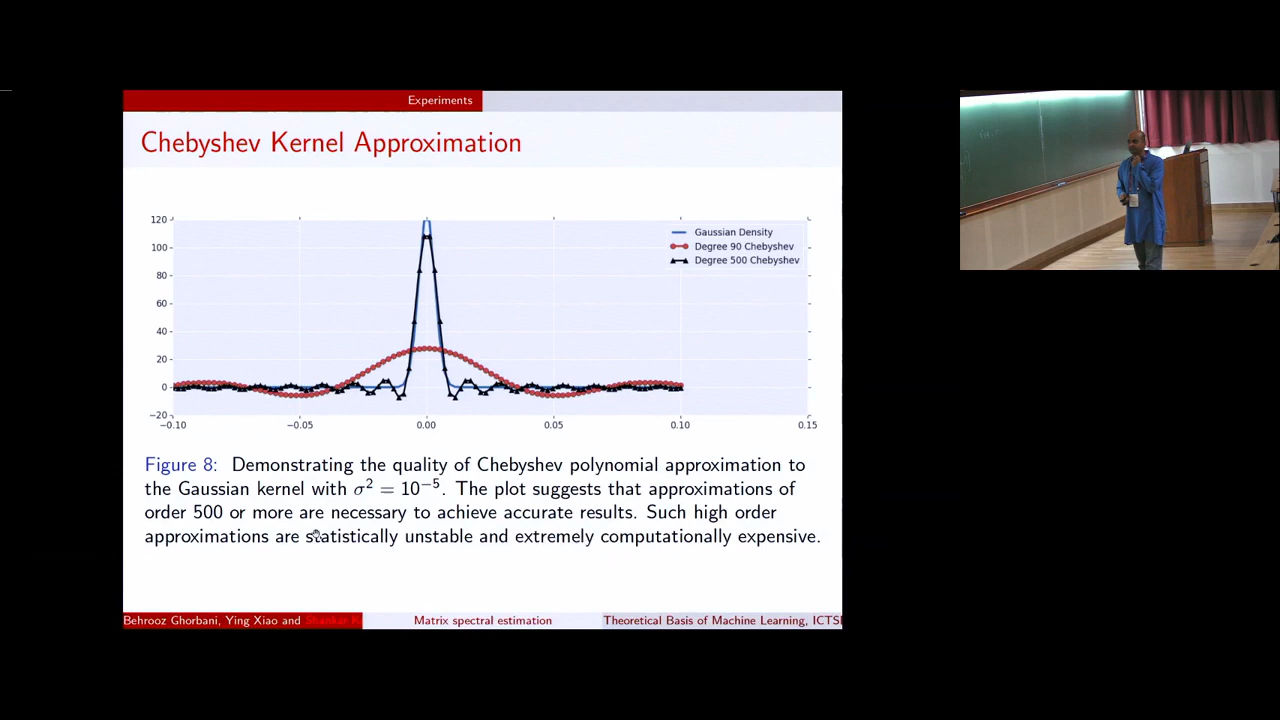 Experiments
Chebyshev Kernel Approximation
120
100
80
60
40
20
0
−20
−0.10
−0.05
0.00
0.05
0.10
0.15
Gaussian Density
Degree 90 Chebyshev
Degree 500 Chebyshev
Figure 8: Demonstrating the quality of Chebyshev polynomial approximation to
the Gaussian kernel with σ² = 10⁻⁵. The plot suggests that approximations of
order 500 or more are necessary to achieve accurate results. Such high order
approximations are statistically unstable and extremely computationally expensive.
Behrooz Ghorbani, Ying Xiao and Shankar
Matrix spectral estimation
Theoretical Basis of Machine Learning,